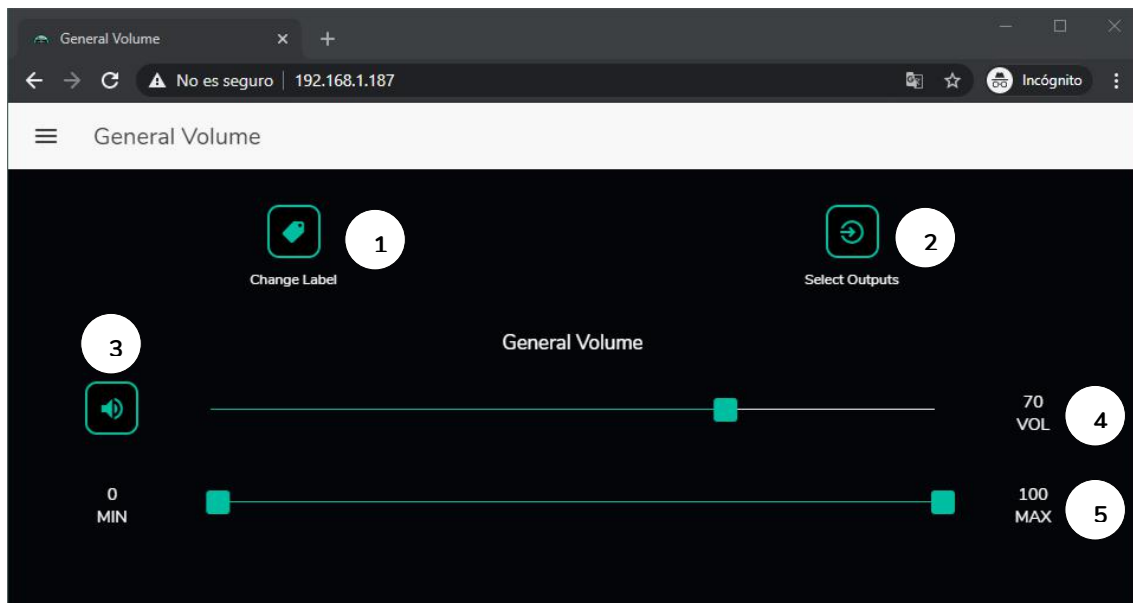 General Volume
No es seguro | 192.168.1.187
Incógnito
General Volume
1
2
Change Label
Select Outputs
3
General Volume
70
VOL
4
0
MIN
100
MAX
5